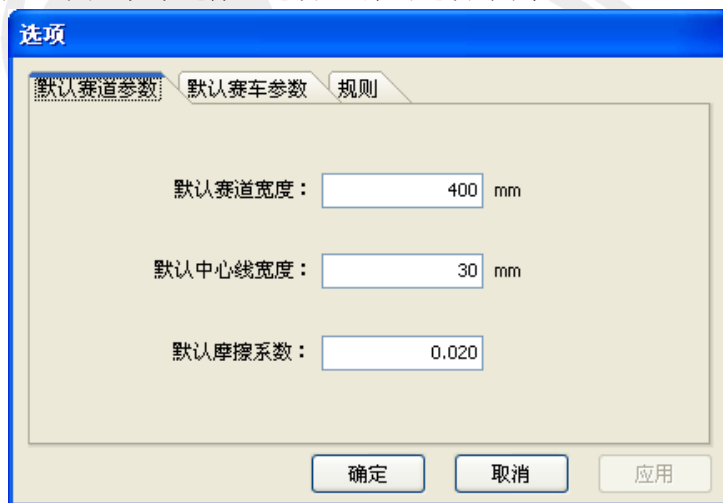 选项
默认赛道参数 默认赛车参数 规则
默认赛道宽度： 400 mm
默认中心线宽度： 30 mm
默认摩擦系数： 0.020
确定 取消 应用